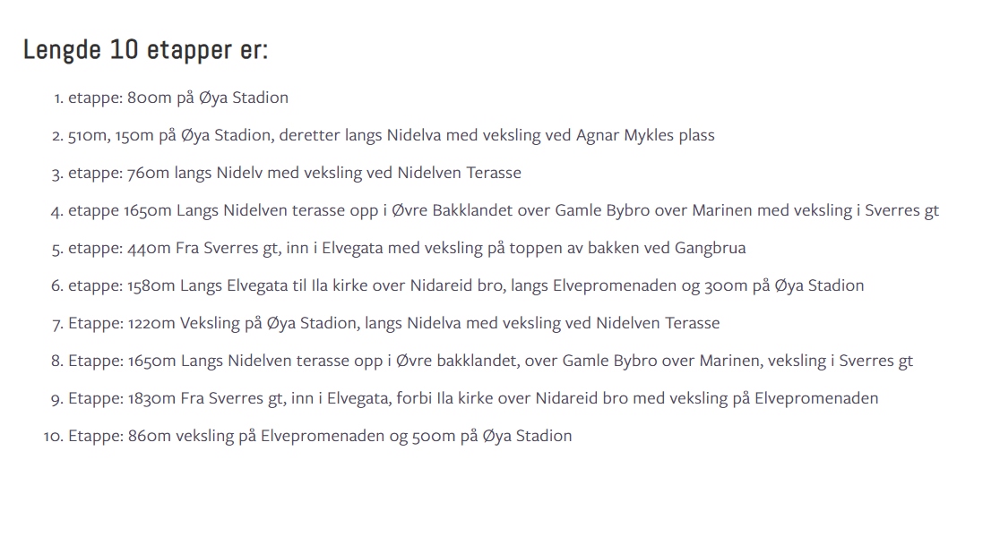 Lengde 10 etapper er:
1. etappe: 800m på Øya Stadion
2. 510m, 150m på Øya Stadion, deretter langs Nidelva med veksling ved Agnar Mykles plass
3. etappe: 760m langs Nidelv med veksling ved Nidelven Terasse
4. etappe 1650m Langs Nidelven terasse opp i Øvre Bakklandet over Gamle Bybro over Marinen med veksling i Sverres gt
5. etappe: 440m Fra Sverres gt, inn i Elvegata med veksling på toppen av bakken ved Gangbrua
6. etappe: 1580m Langs Elvegata til Ila kirke over Nidareid bro, langs Elvepromenaden og 300m på Øya Stadion
7. Etappe: 1220m Veksling på Øya Stadion, langs Nidelva med veksling ved Nidelven Terasse
8. Etappe: 1650m Langs Nidelven terasse opp i Øvre bakklandet, over Gamle Bybro over Marinen, veksling i Sverres gt
9. Etappe: 1830m Fra Sverres gt, inn i Elvegata, forbi Ila kirke over Nidareid bro med veksling på Elvepromenaden
10. Etappe: 860m veksling på Elvepromenaden og 500m på Øya Stadion